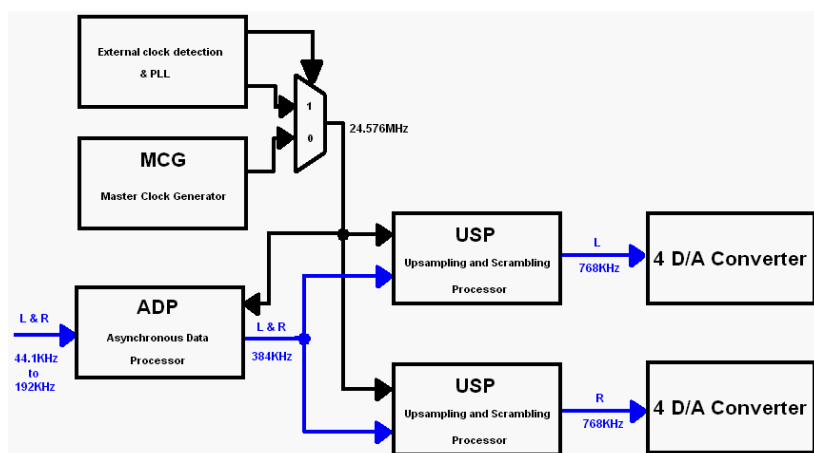 External clock detection
& PLL
1
0
24.576MHz
MCG
Master Clock Generator
USP
Upsampling and Scrambling
Processor
L
768KHz
4 D/A Converter
ADP
Asynchronous Data
Processor
L & R
44.1KHz
to
192KHz
L & R
384KHz
USP
Upsampling and Scrambling
Processor
R
768KHz
4 D/A Converter